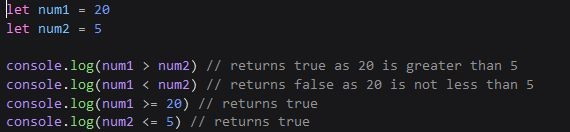 let num1 = 20
let num2 = 5
console.log(num1 > num2) // returns true as 20 is greater than 5
console.log(num1 < num2) // returns false as 20 is not less than 5
console.log(num1 >= 20) // returns true
console.log(num2 <= 5) // returns true